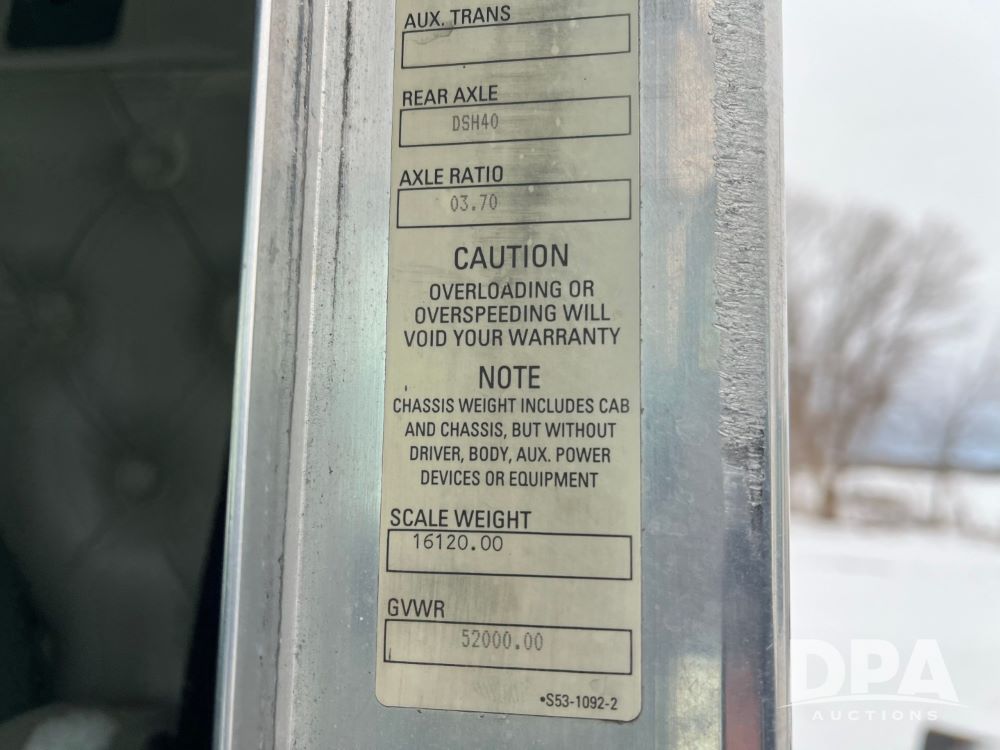 AUX. TRANS
REAR AXLE
DSH40
AXLE RATIO
03.70
CAUTION
OVERLOADING OR
OVERSPEEDING WILL
VOID YOUR WARRANTY
NOTE
CHASSIS WEIGHT INCLUDES CAB
AND CHASSIS, BUT WITHOUT
DRIVER, BODY, AUX. POWER
DEVICES OR EQUIPMENT
SCALE WEIGHT
16120.00
GVWR
52000.00
•S53-1092-2
DPA
AUCTIONS